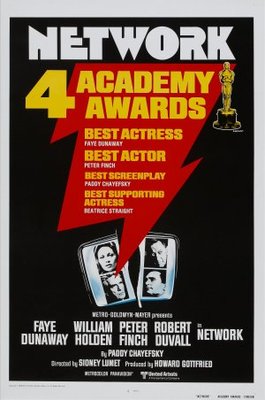 NETWORK
4 ACADEMY
AWARDS
BEST ACTRESS
FAYE DUNAWAY
BEST ACTOR
PETER FINCH
BEST SCREENPLAY
PADDY CHAYEFSKY
BEST SUPPORTING
ACTRESS
BEATRICE STRAIGHT
METRO-GOLDWYN-MAYER presents
FAYE DUNAWAY WILLIAM HOLDEN PETER FINCH ROBERT DUVALL in NETWORK
By PADDY CHAYEFSKY
Directed by SIDNEY LUMET Produced by HOWARD GOTTFRIED
METROCOLOR PANAVISION United Artists